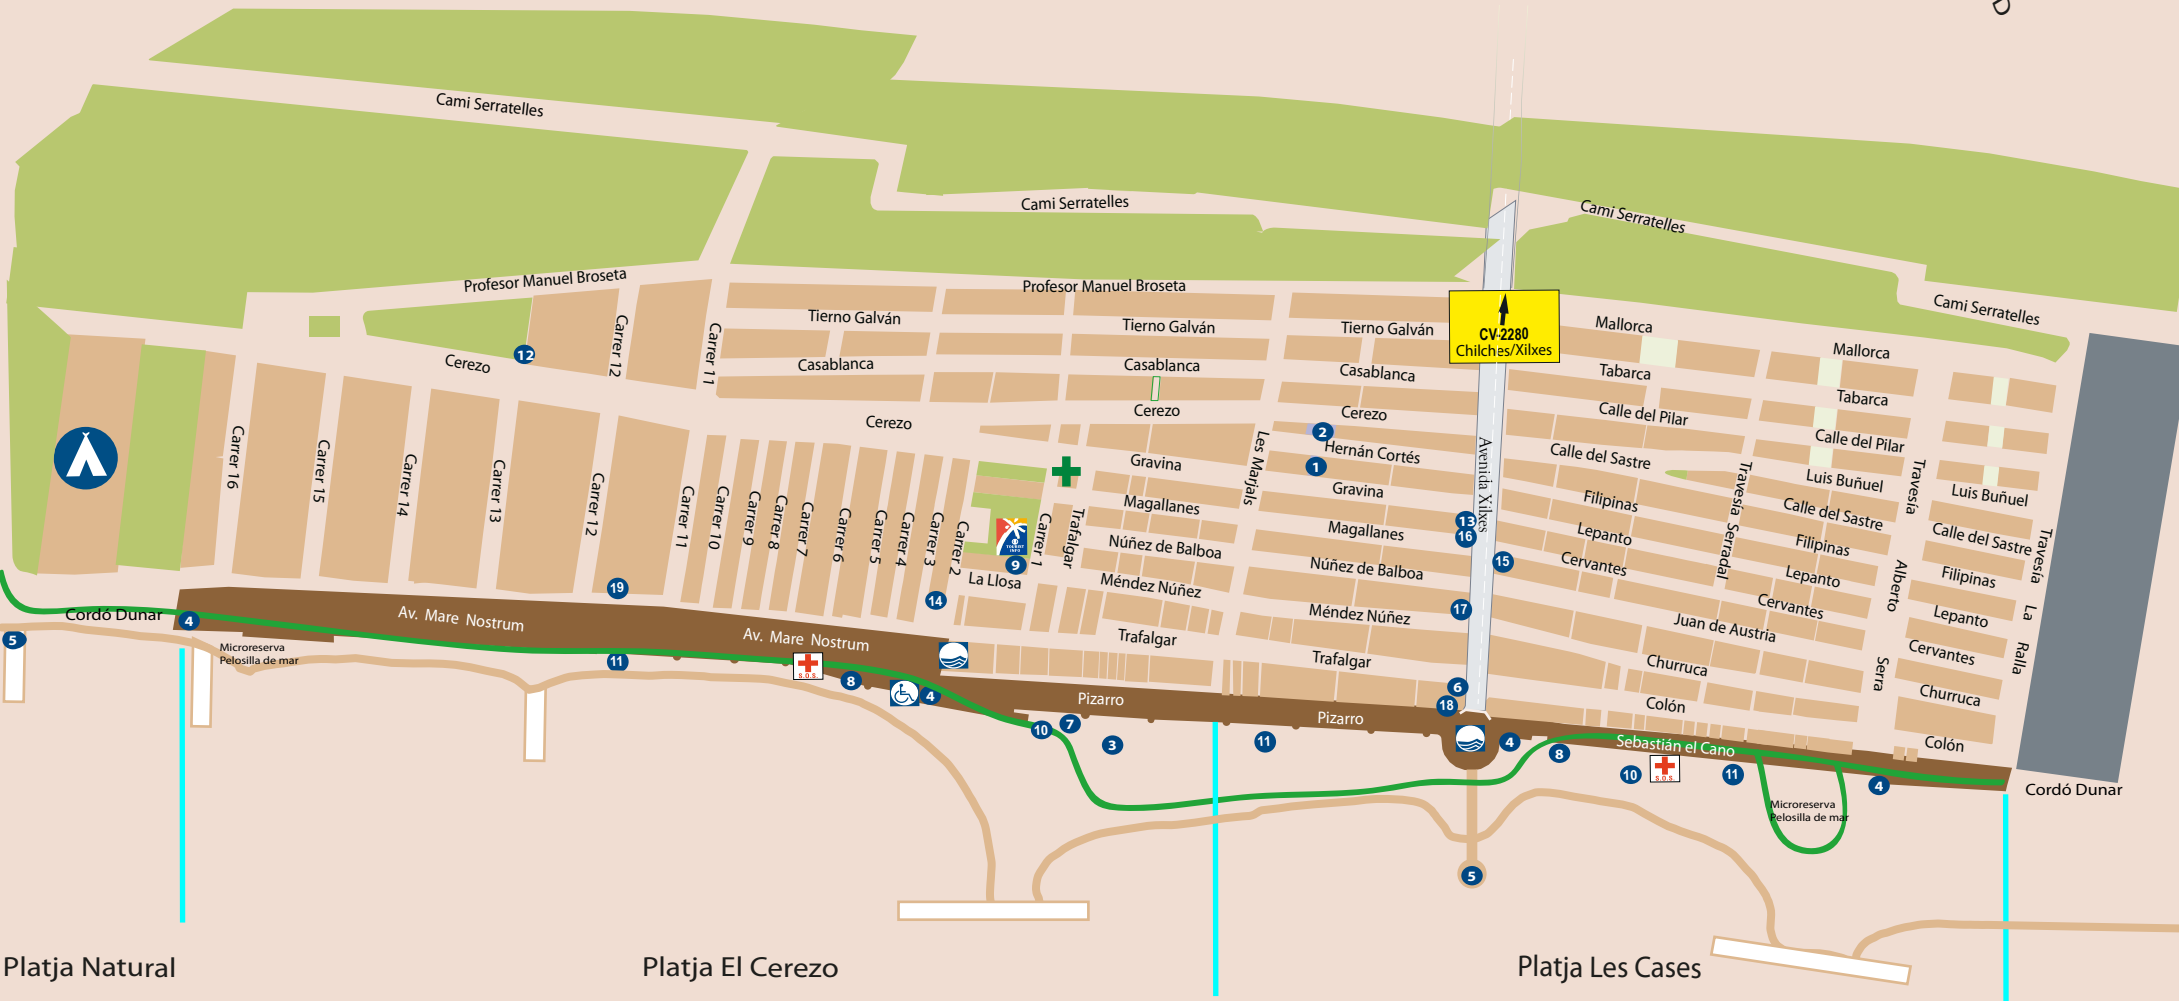 D
Cami Serratelles
Cami Serratelles
Cami Serratelles
Cami Serratelles
Profesor Manuel Broseta
Profesor Manuel Broseta
Tierno Galván
Tierno Galván
Tierno Galván
CV-2280
Chilches/Xilxes
Mallorca
Mallorca
Casablanca
Casablanca
Casablanca
Tabarca
Tabarca
12
Carrer 12
Carrer 11
Cerezo
Cerezo
Cerezo
Cerezo
Calle del Pilar
Calle del Pilar
2
Hernán Cortés
1
Calle del Sastre
Luis Buñuel
Luis Buñuel
Carrer 16
Carrer 15
Carrer 14
Carrer 13
Carrer 12
Carrer 11
Carrer 10
Carrer 9
Carrer 8
Carrer 7
Carrer 6
Carrer 5
Carrer 4
Carrer 3
Carrer 2
Carrer 1
Trafalgar
Les Marjals
Avenida Xilxes
Travesía Serradal
Travesía
Alberto
Serra
Travesía
La
Ralla
Gravina
Gravina
Filipinas
Calle del Sastre
Calle del Sastre
Magallanes
Magallanes
13
16
Lepanto
Filipinas
Filipinas
TOURIST
INFO
9
Núñez de Balboa
Núñez de Balboa
15
Cervantes
Lepanto
Lepanto
La Llosa
Méndez Núñez
Méndez Núñez
17
Cervantes
Cervantes
19
14
Juan de Austria
Cordó Dunar
4
5
Av. Mare Nostrum
Av. Mare Nostrum
Trafalgar
Trafalgar
Churruca
Churruca
Microreserva
Pelosilla de mar
11
S.O.S.
8
4
Pizarro
Pizarro
6
18
Colón
Colón
10
7
3
11
4
8
Sebastián el Cano
10
S.O.S.
11
4
Cordó Dunar
Microreserva
Pelosilla de mar
5
Platja Natural
Platja El Cerezo
Platja Les Cases